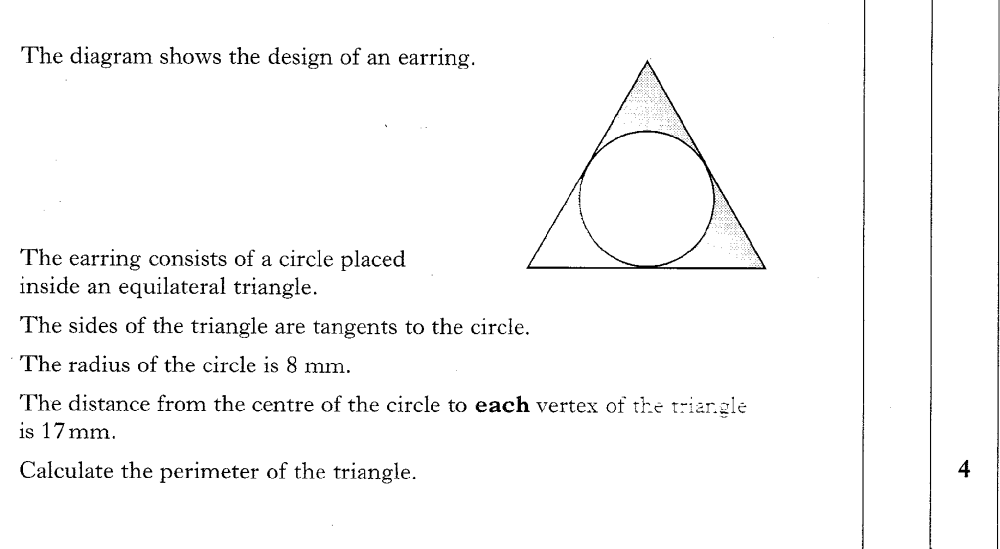 The diagram shows the design of an earring.
The earring consists of a circle placed
inside an equilateral triangle.
The sides of the triangle are tangents to the circle.
The radius of the circle is 8 mm.
The distance from the centre of the circle to each vertex of the triangle
is 17 mm.
Calculate the perimeter of the triangle.
4